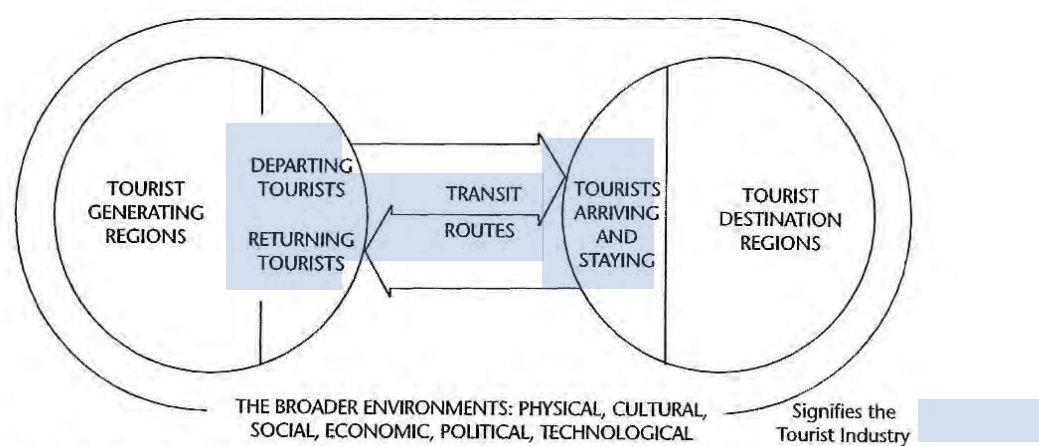 TOURIST
GENERATING
REGIONS
DEPARTING
TOURISTS
RETURNING
TOURISTS
TRANSIT
ROUTES
TOURISTS
ARRIVING
AND
STAYING
TOURIST
DESTINATION
REGIONS
THE BROADER ENVIRONMENTS: PHYSICAL, CULTURAL,
SOCIAL, ECONOMIC, POLITICAL, TECHNOLOGICAL
Signifies the
Tourist Industry